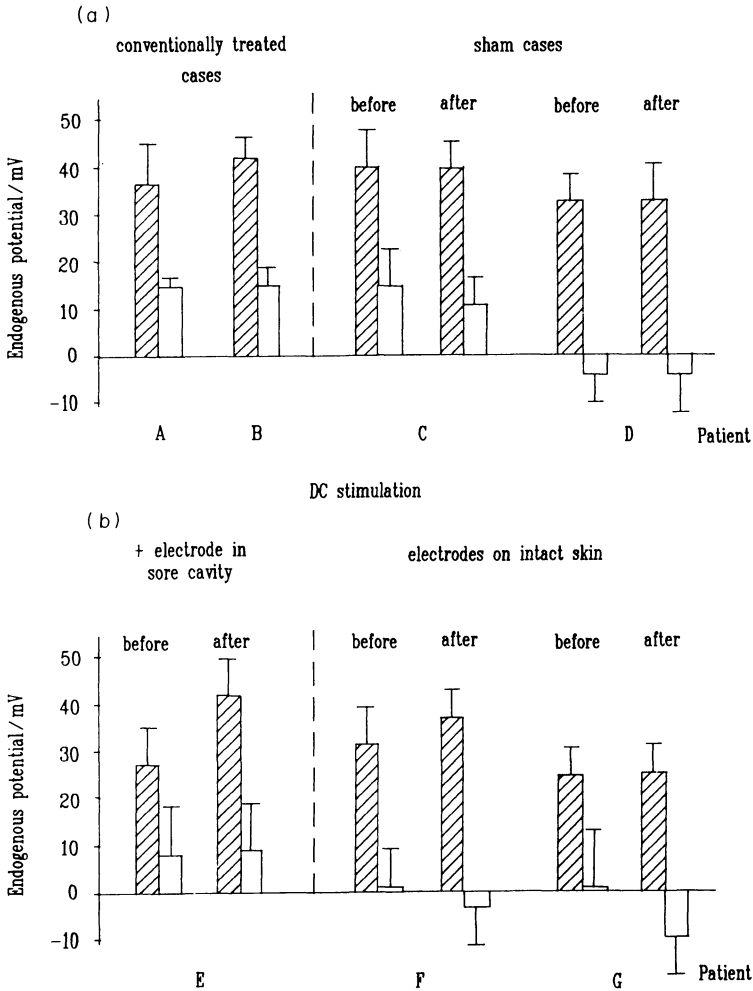 (a)
conventionally treated
cases
sham cases
before after before after
50
40
30
20
10
0
-10
Endogenous potential/mV
A B C D Patient
DC stimulation
(b)
+ electrode in
sore cavity
electrodes on intact skin
before after before after before after
50
40
30
20
10
0
-10
Endogenous potential/mV
E F G Patient